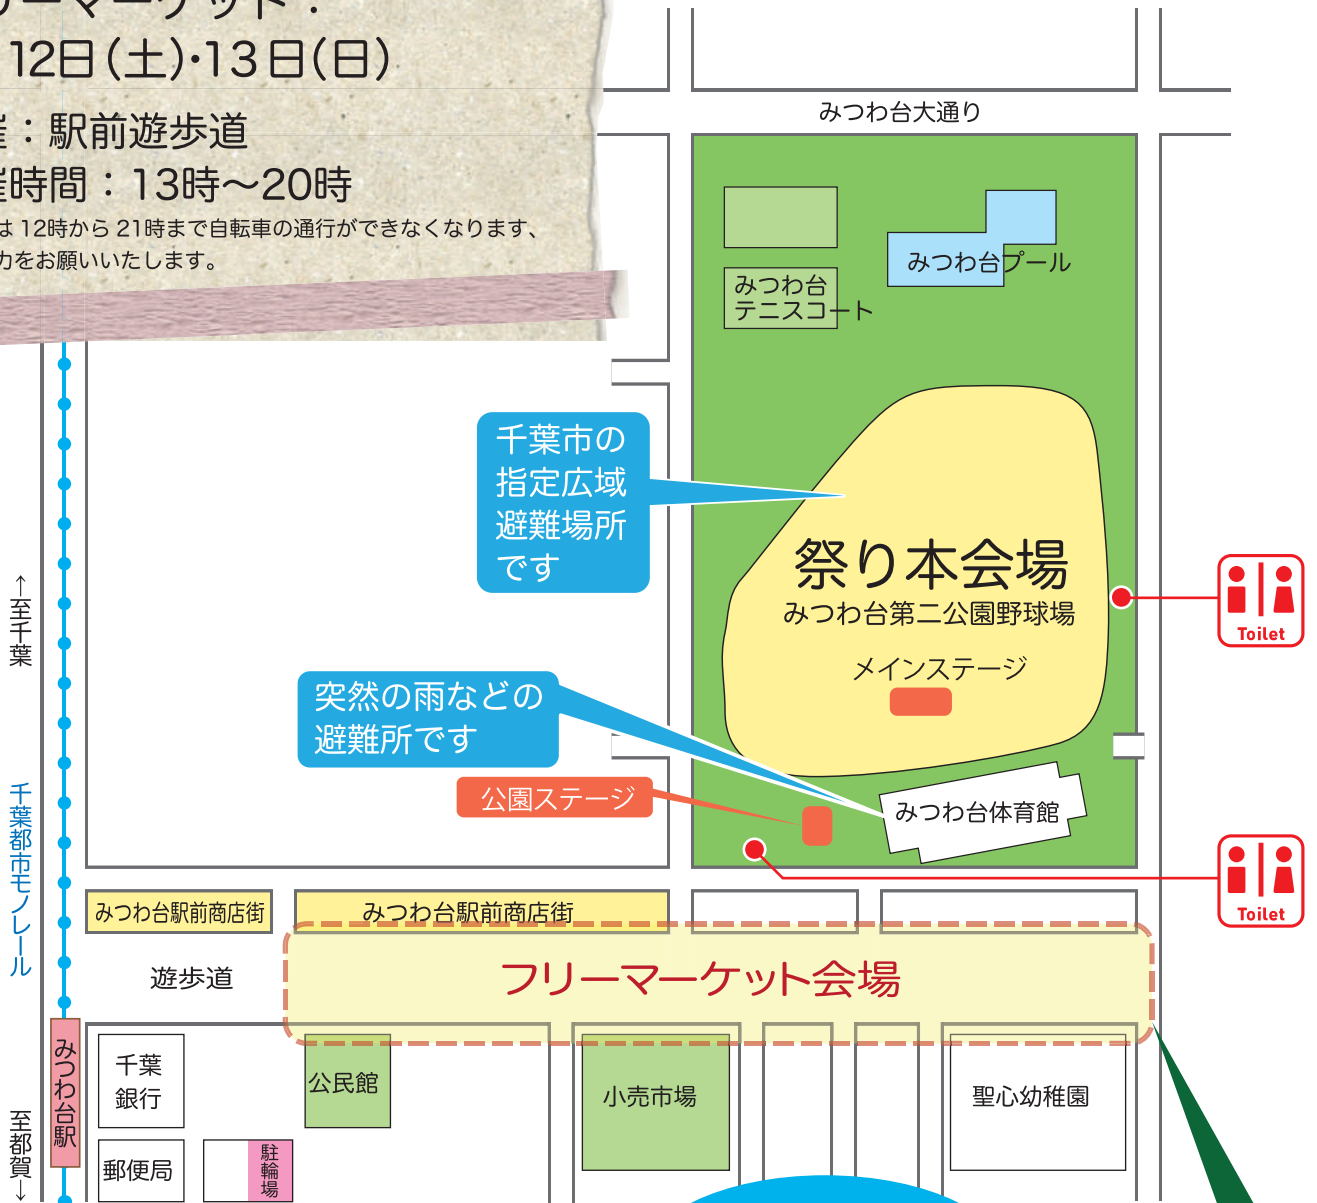 リーマーケット：
12日(土)・13日(日)
：駅前遊歩道
時間：13時〜20時
は12時から21時まで自転車の通行ができなくなります、
力をお願いいたします。
みつわ台大通り
みつわ台プール
みつわ台
テニスコート
千葉市の
指定広域
避難場所
です
祭り本会場
みつわ台第二公園野球場
メインステージ
Toilet
突然の雨などの
避難所です
公園ステージ
みつわ台体育館
Toilet
←至千葉
千葉都市モノレール
みつわ台駅前商店街
みつわ台駅前商店街
遊歩道
フリーマーケット会場
みつわ台駅
至都賀→
千葉
銀行
公民館
小売市場
聖心幼稚園
郵便局
駐輪場